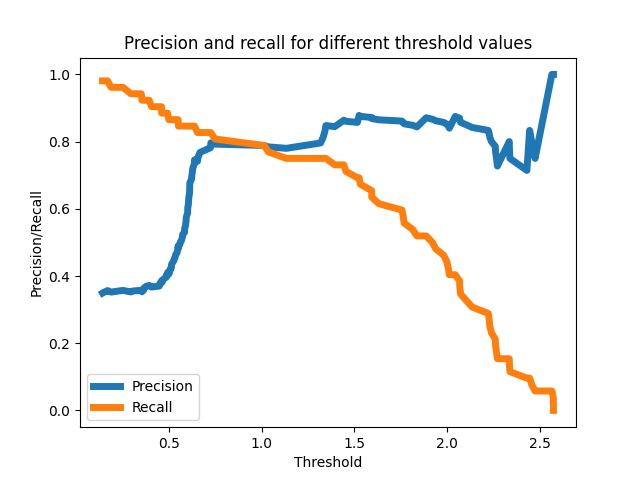 Precision and recall for different threshold values
1.0
0.8
0.6
0.4
0.2
0.0
Precision/Recall
Precision
Recall
0.5 1.0 1.5 2.0 2.5
Threshold